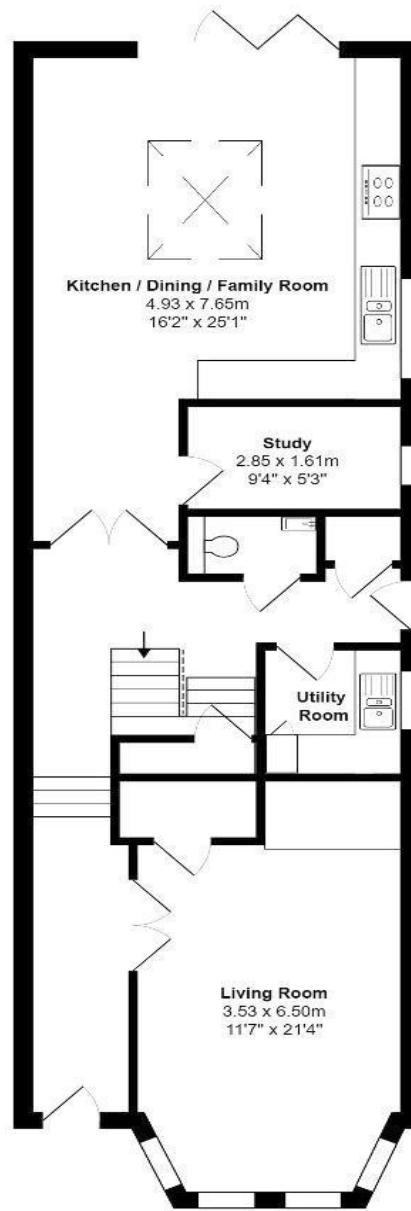 Kitchen / Dining / Family Room
4.93 x 7.65m
16'2" x 25'1"
Study
2.85 x 1.61m
9'4" x 5'3"
Utility
Room
Living Room
3.53 x 6.50m
11'7" x 21'4"